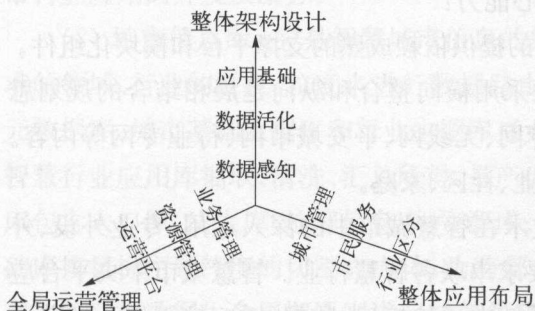 整体架构设计
应用基础
数据活化
数据感知
业务管理
资源管理
运营平台
城市管理
市民服务
行业区分
全局运营管理
整体应用布局